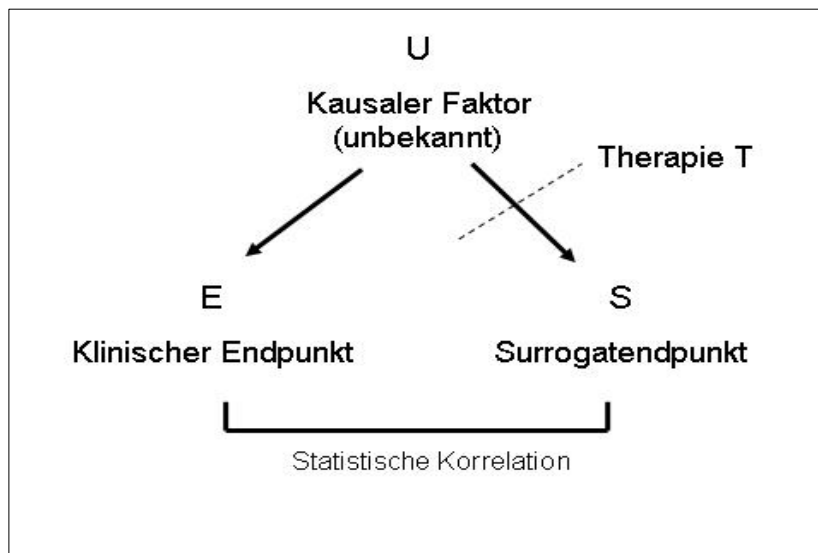 U
Kausaler Faktor
(unbekannt)
Therapie T
E
S
Klinischer Endpunkt
Surrogatendpunkt
Statistische Korrelation